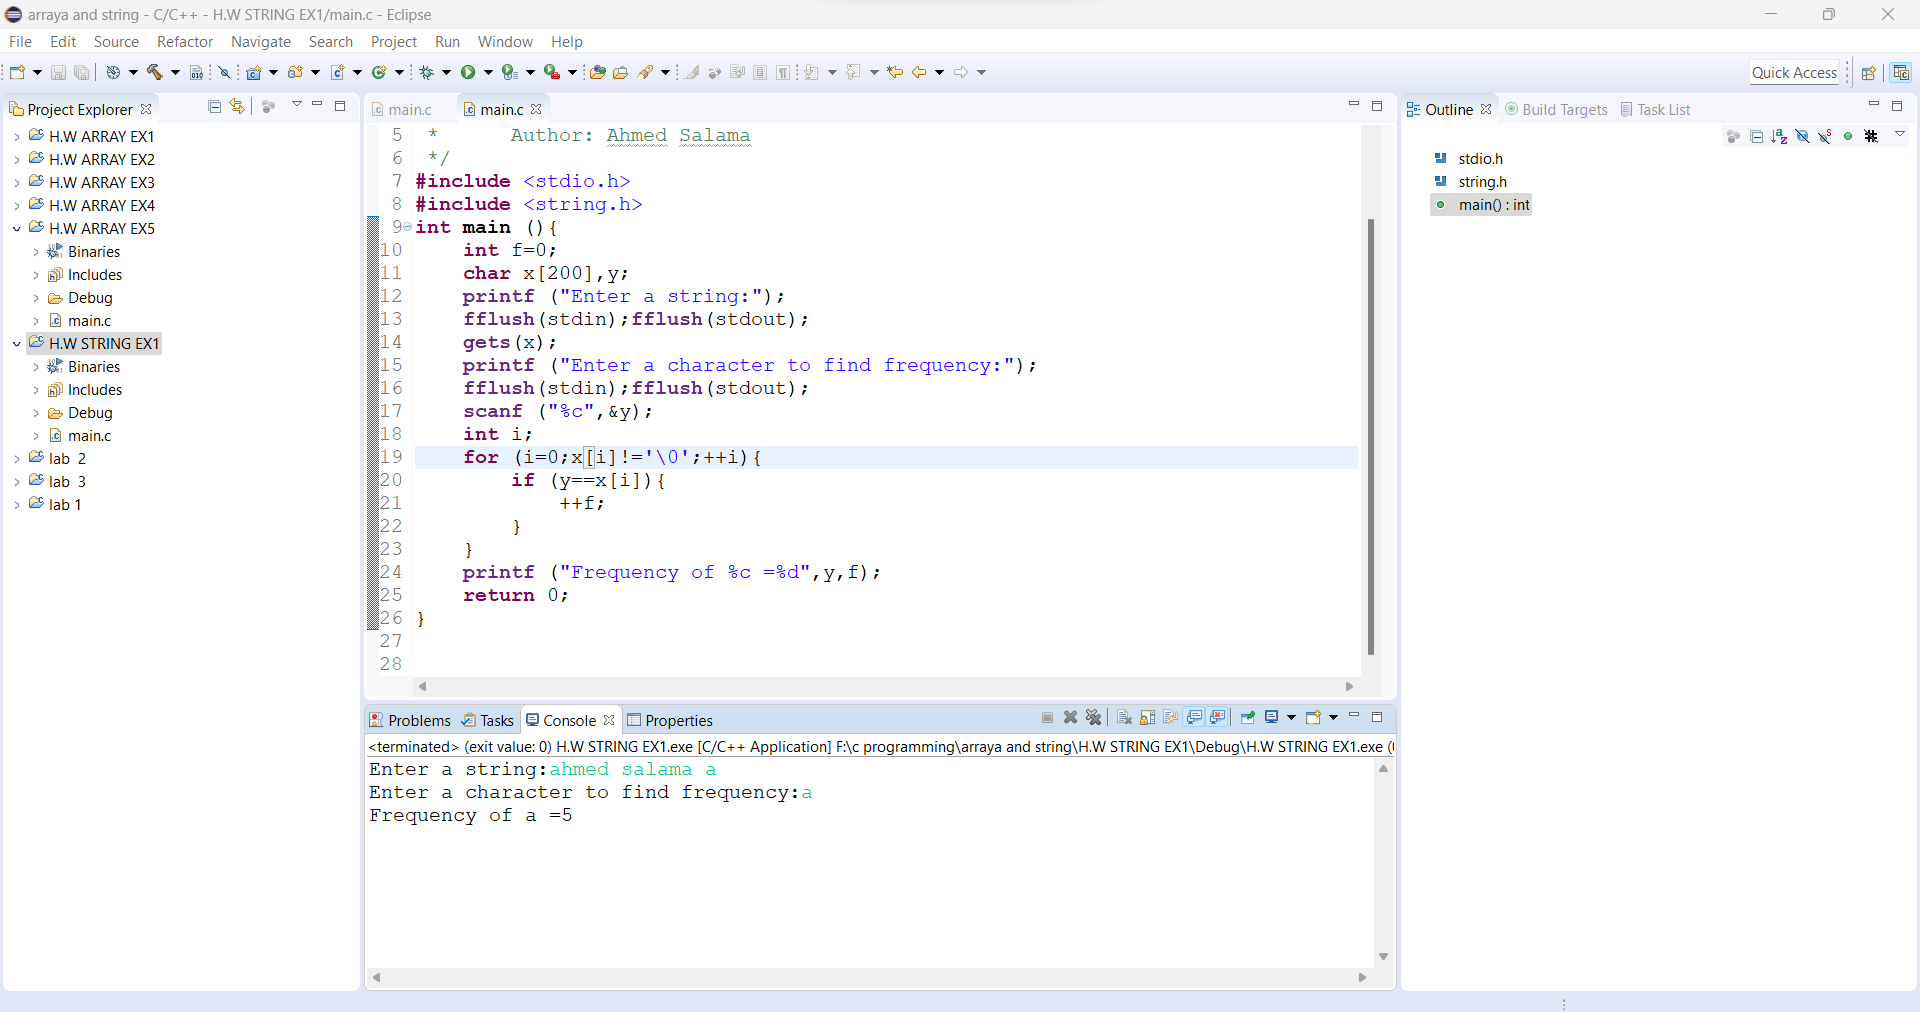 arraya and string - C/C++ - H.W STRING EX1/main.c - Eclipse
File Edit Source Refactor Navigate Search Project Run Window Help
Quick Access
Project Explorer
H.W ARRAY EX1
H.W ARRAY EX2
H.W ARRAY EX3
H.W ARRAY EX4
H.W ARRAY EX5
Binaries
Includes
Debug
main.c
H.W STRING EX1
Binaries
Includes
Debug
main.c
lab 2
lab 3
lab 1
main.c main.c
5 * Author: Ahmed Salama
6 */
7 #include <stdio.h>
8 #include <string.h>
9 int main (){
10 int f=0;
11 char x[200],y;
12 printf ("Enter a string:");
13 fflush(stdin);fflush(stdout);
14 gets(x);
15 printf ("Enter a character to find frequency:");
16 fflush(stdin);fflush(stdout);
17 scanf ("%c",&y);
18 int i;
19 for (i=0;x[i]!='\0';++i){
20 if (y==x[i]){
21 ++f;
22 }
23 }
24 printf ("Frequency of %c =%d",y,f);
25 return 0;
26 }
27
28
Problems Tasks Console Properties
<terminated> (exit value: 0) H.W STRING EX1.exe [C/C++ Application] F:\c programming\arraya and string\H.W STRING EX1\Debug\H.W STRING EX1.exe (
Enter a string:ahmed salama a
Enter a character to find frequency:a
Frequency of a =5
Outline Build Targets Task List
stdio.h
string.h
main() : int